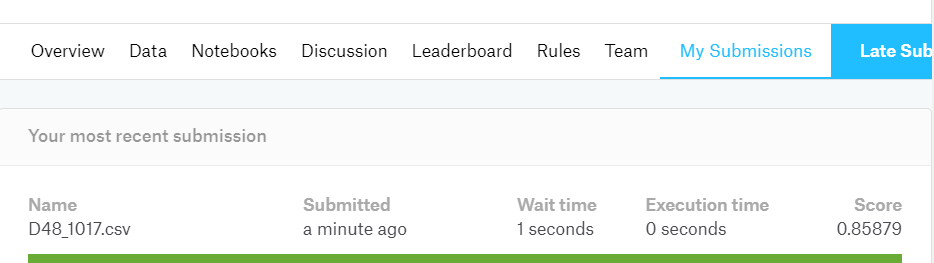 Overview Data Notebooks Discussion Leaderboard Rules Team My Submissions Late Sub
Your most recent submission
Name Submitted Wait time Execution time Score
D48_1017.csv a minute ago 1 seconds 0 seconds 0.85879